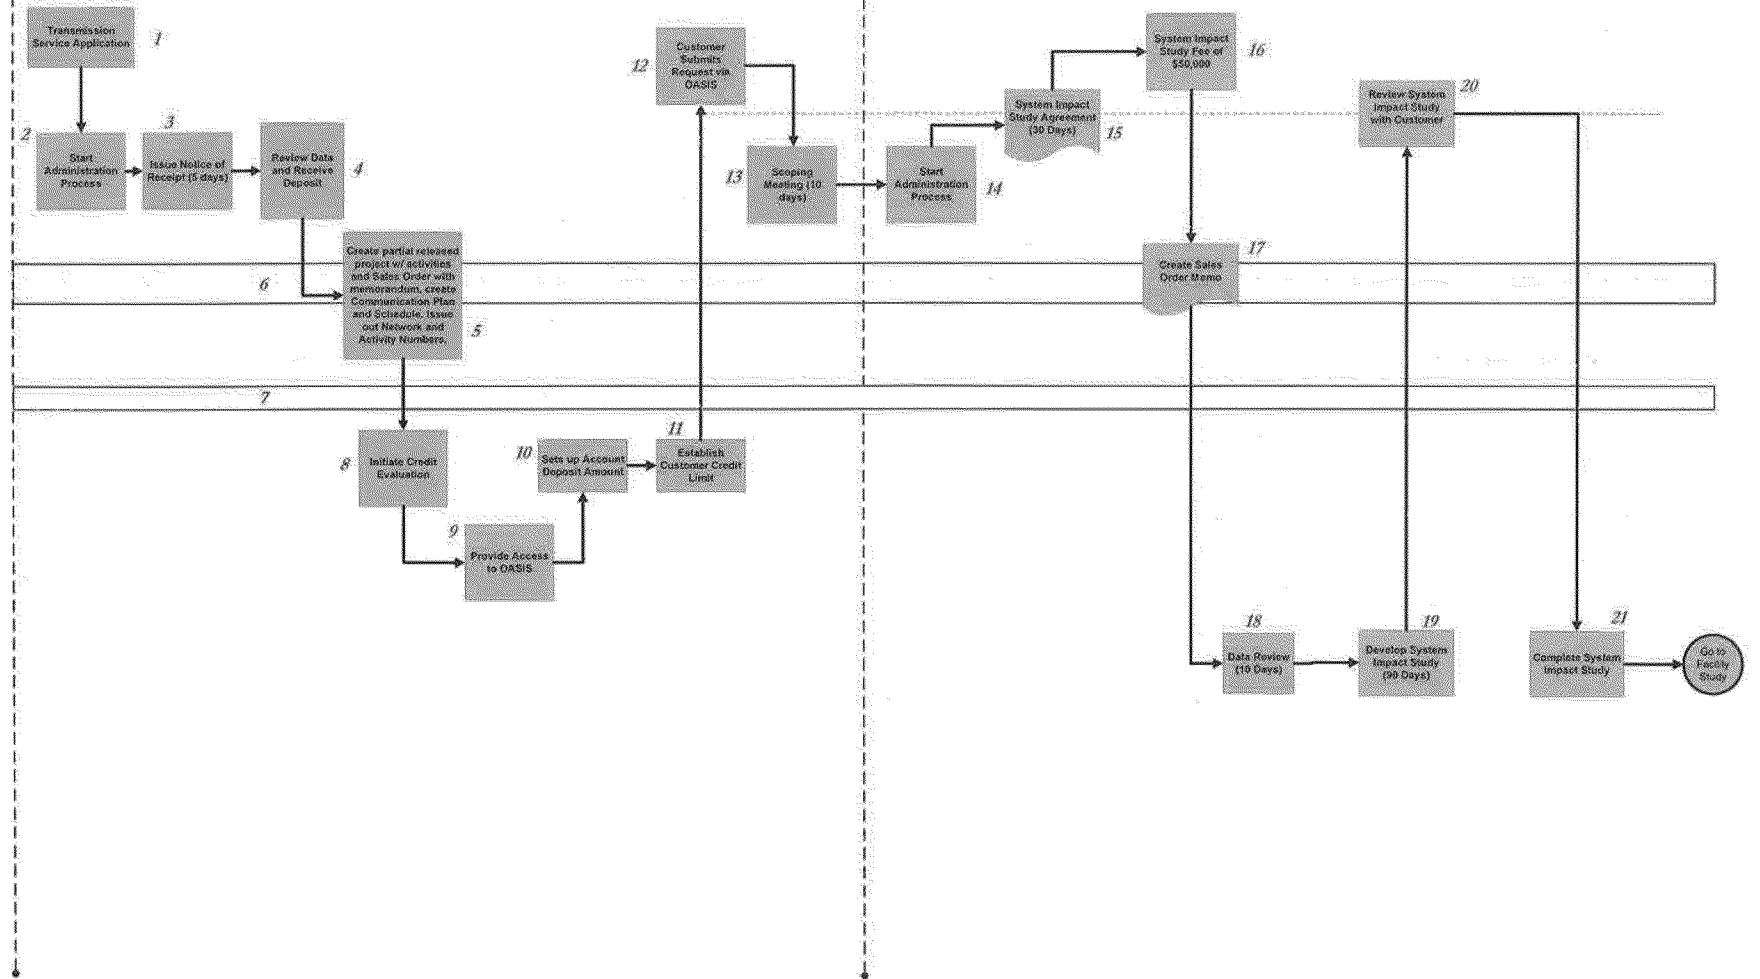 Transmission
Service Application
1
2
Start
Administration
Process
3
Issue Notice of
Receipt (5 days)
Review Data
and Receive
Deposit
4
Create partial released
project w/ activities
and Sales Order with
memorandum, create
Communication Plan
and Schedule. Issue
out Network and
Activity Numbers.
5
6
7
8
Initiate Credit
Evaluation
9
Provide Access
to OASIS
10
Sets up Account
Deposit Amount
11
Establish
Customer Credit
Limit
12
Customer
Submits
Request via
OASIS
13
Scoping
Meeting (10
days)
Start
Administration
Process
14
System Impact
Study Agreement
(30 Days)
15
System Impact
Study Fee of
$50,000
16
17
Create Sales
Order Memo
18
Data Review
(10 Days)
19
Develop System
Impact Study
(90 Days)
Review System
Impact Study
with Customer
20
21
Complete System
Impact Study
Go to
Facility
Study